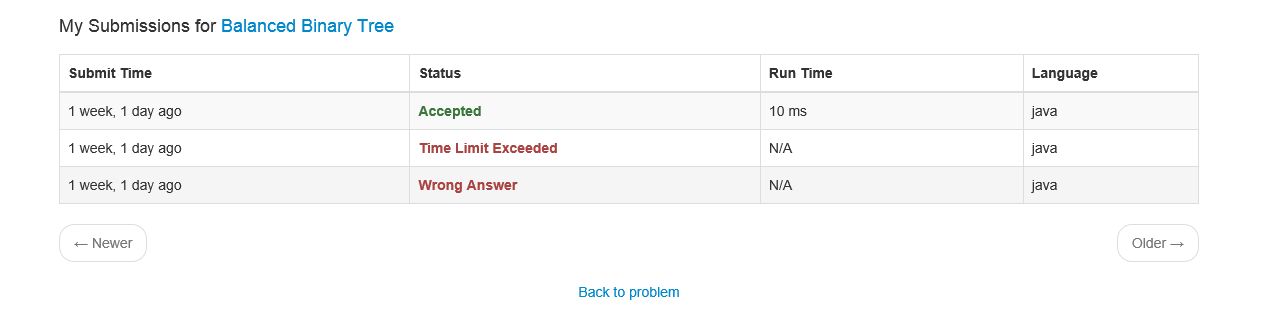 My Submissions for Balanced Binary Tree
Submit Time Status Run Time Language
1 week, 1 day ago Accepted 10 ms java
1 week, 1 day ago Time Limit Exceeded N/A java
1 week, 1 day ago Wrong Answer N/A java
← Newer Older →
Back to problem